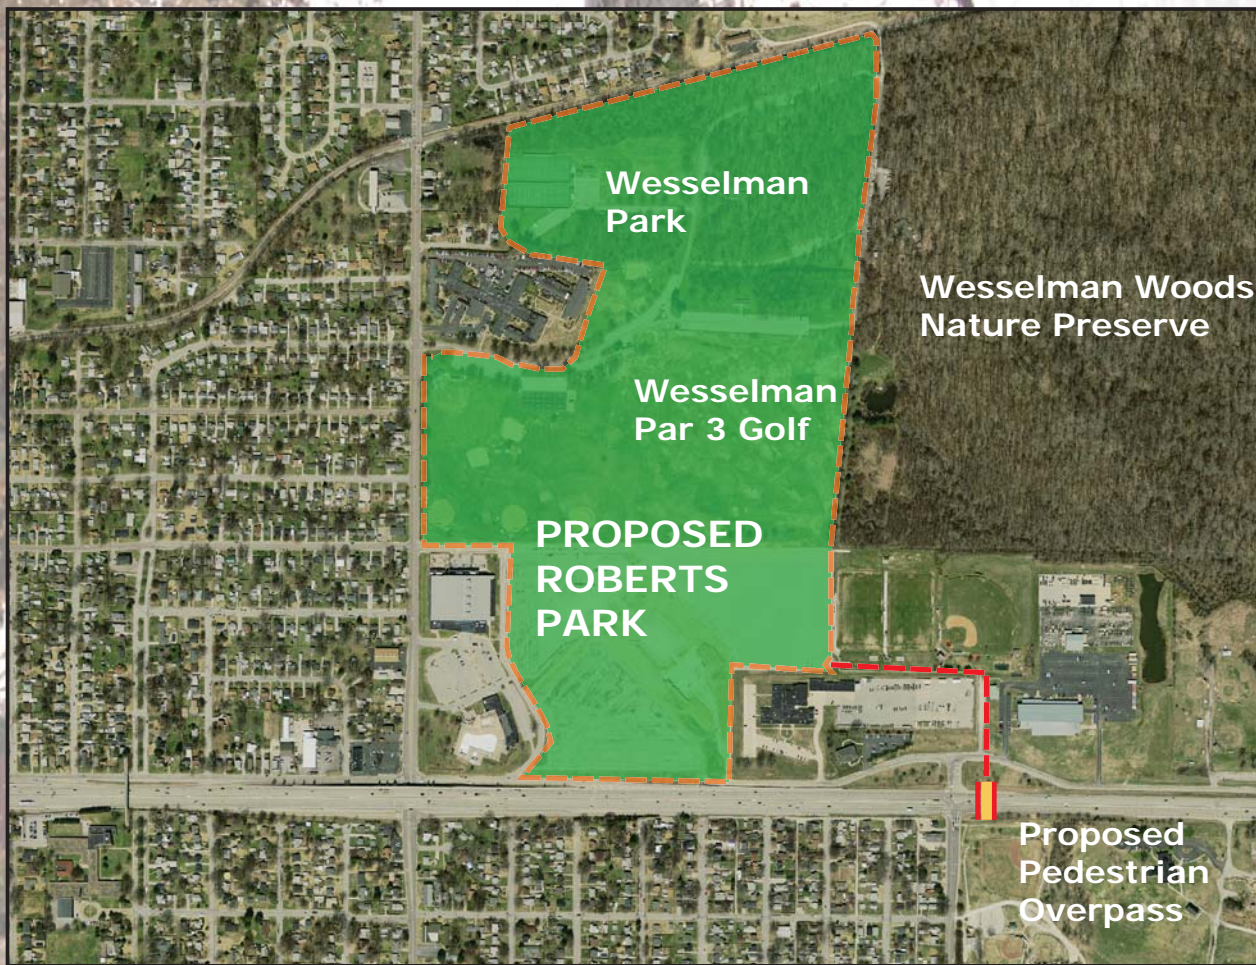 Wesselman
Park
Wesselman Woods
Nature Preserve
Wesselman
Par 3 Golf
PROPOSED
ROBERTS
PARK
Proposed
Pedestrian
Overpass